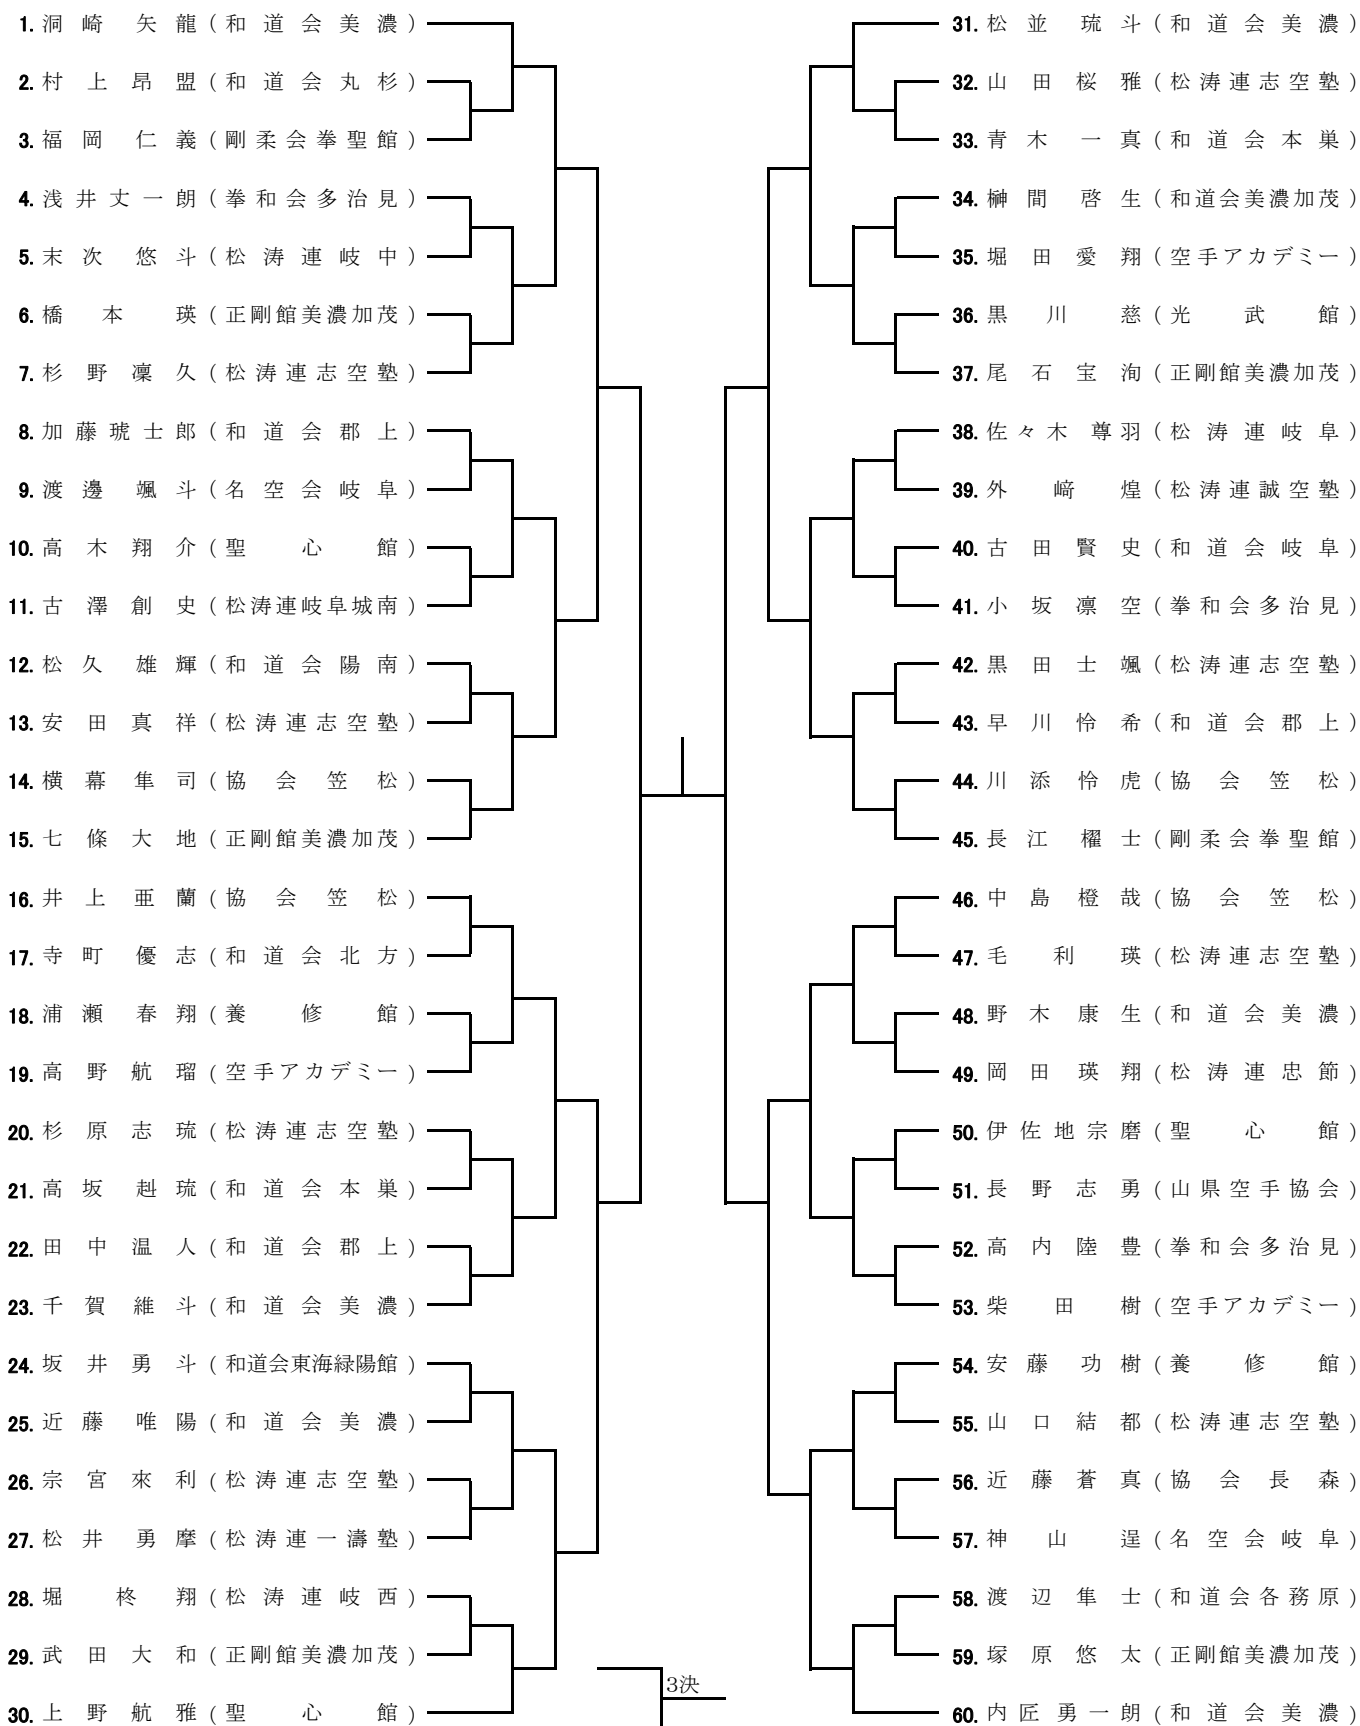 1. 洞崎 矢龍(和道会美濃)
2. 村上昂盟(和道会丸杉)
3. 福岡 仁義(剛柔会拳聖館)
4. 浅井丈一朗(拳和会多治見)
5. 末次 悠斗(松涛連岐中)
6. 橋本 瑛(正剛館美濃加茂)
7. 杉野凜久(松涛連志空塾)
8. 加藤琥士郎(和道会郡上)
9. 渡邊 颯斗(名空会岐阜)
10. 高木翔介(聖心館)
11. 古澤創史(松涛連岐阜城南)
12. 松久 雄輝(和道会陽南)
13. 安田真祥(松涛連志空塾)
14. 横幕隼司(協会笠松)
15. 七條大地(正剛館美濃加茂)
16. 井上亜蘭(協会笠松)
17. 寺町 優志(和道会北方)
18. 浦瀬 春翔(養修館)
19. 高野航瑠(空手アカデミー)
20. 杉原志琉(松涛連志空塾)
21. 高坂 赳琉(和道会本巣)
22. 田中温人(和道会郡上)
23. 千賀維斗(和道会美濃)
24. 坂井勇斗(和道会東海緑陽館)
25. 近藤唯陽(和道会美濃)
26. 宗宮來利(松涛連志空塾)
27. 松井 勇摩(松涛連一濤塾)
28. 堀 柊翔(松涛連岐西)
29. 武田大和(正剛館美濃加茂)
30. 上野航雅(聖心館)
3決
31. 松並 琉斗(和道会美濃)
32. 山田桜雅(松涛連志空塾)
33. 青木一真(和道会本巣)
34. 榊間 啓生(和道会美濃加茂)
35. 堀田愛翔(空手アカデミー)
36. 黒川 慈(光武館)
37. 尾石宝洵(正剛館美濃加茂)
38. 佐々木尊羽(松涛連岐阜)
39. 外﨑 煌(松涛連誠空塾)
40. 古田賢史(和道会岐阜)
41. 小坂凛空(拳和会多治見)
42. 黒田士颯(松涛連志空塾)
43. 早川怜希(和道会郡上)
44. 川添怜虎(協会笠松)
45. 長江櫂士(剛柔会拳聖館)
46. 中島橙哉(協会笠松)
47. 毛利 瑛(松涛連志空塾)
48. 野木康生(和道会美濃)
49. 岡田瑛翔(松涛連忠節)
50. 伊佐地宗磨(聖心館)
51. 長野志勇(山県空手協会)
52. 高内陸豊(拳和会多治見)
53. 柴田 樹(空手アカデミー)
54. 安藤功樹(養修館)
55. 山口結都(松涛連志空塾)
56. 近藤蒼真(協会長森)
57. 神山 逞(名空会岐阜)
58. 渡辺隼士(和道会各務原)
59. 塚原悠太(正剛館美濃加茂)
60. 内匠勇一朗(和道会美濃)